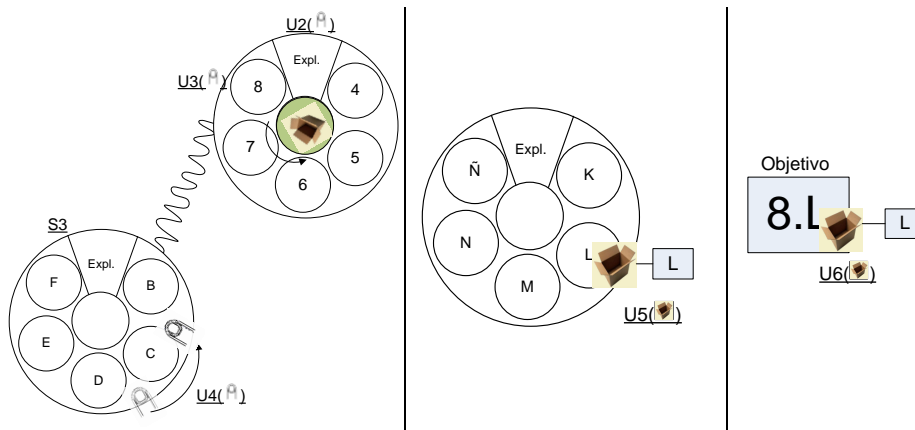 U2( )
Expl.
U3( )
8
4
7
5
6
S3
Expl.
F
B
E
C
D
U4( )
Expl.
Ñ
K
N
L
M
L
U5( )
Objetivo
8.L
L
U6( )